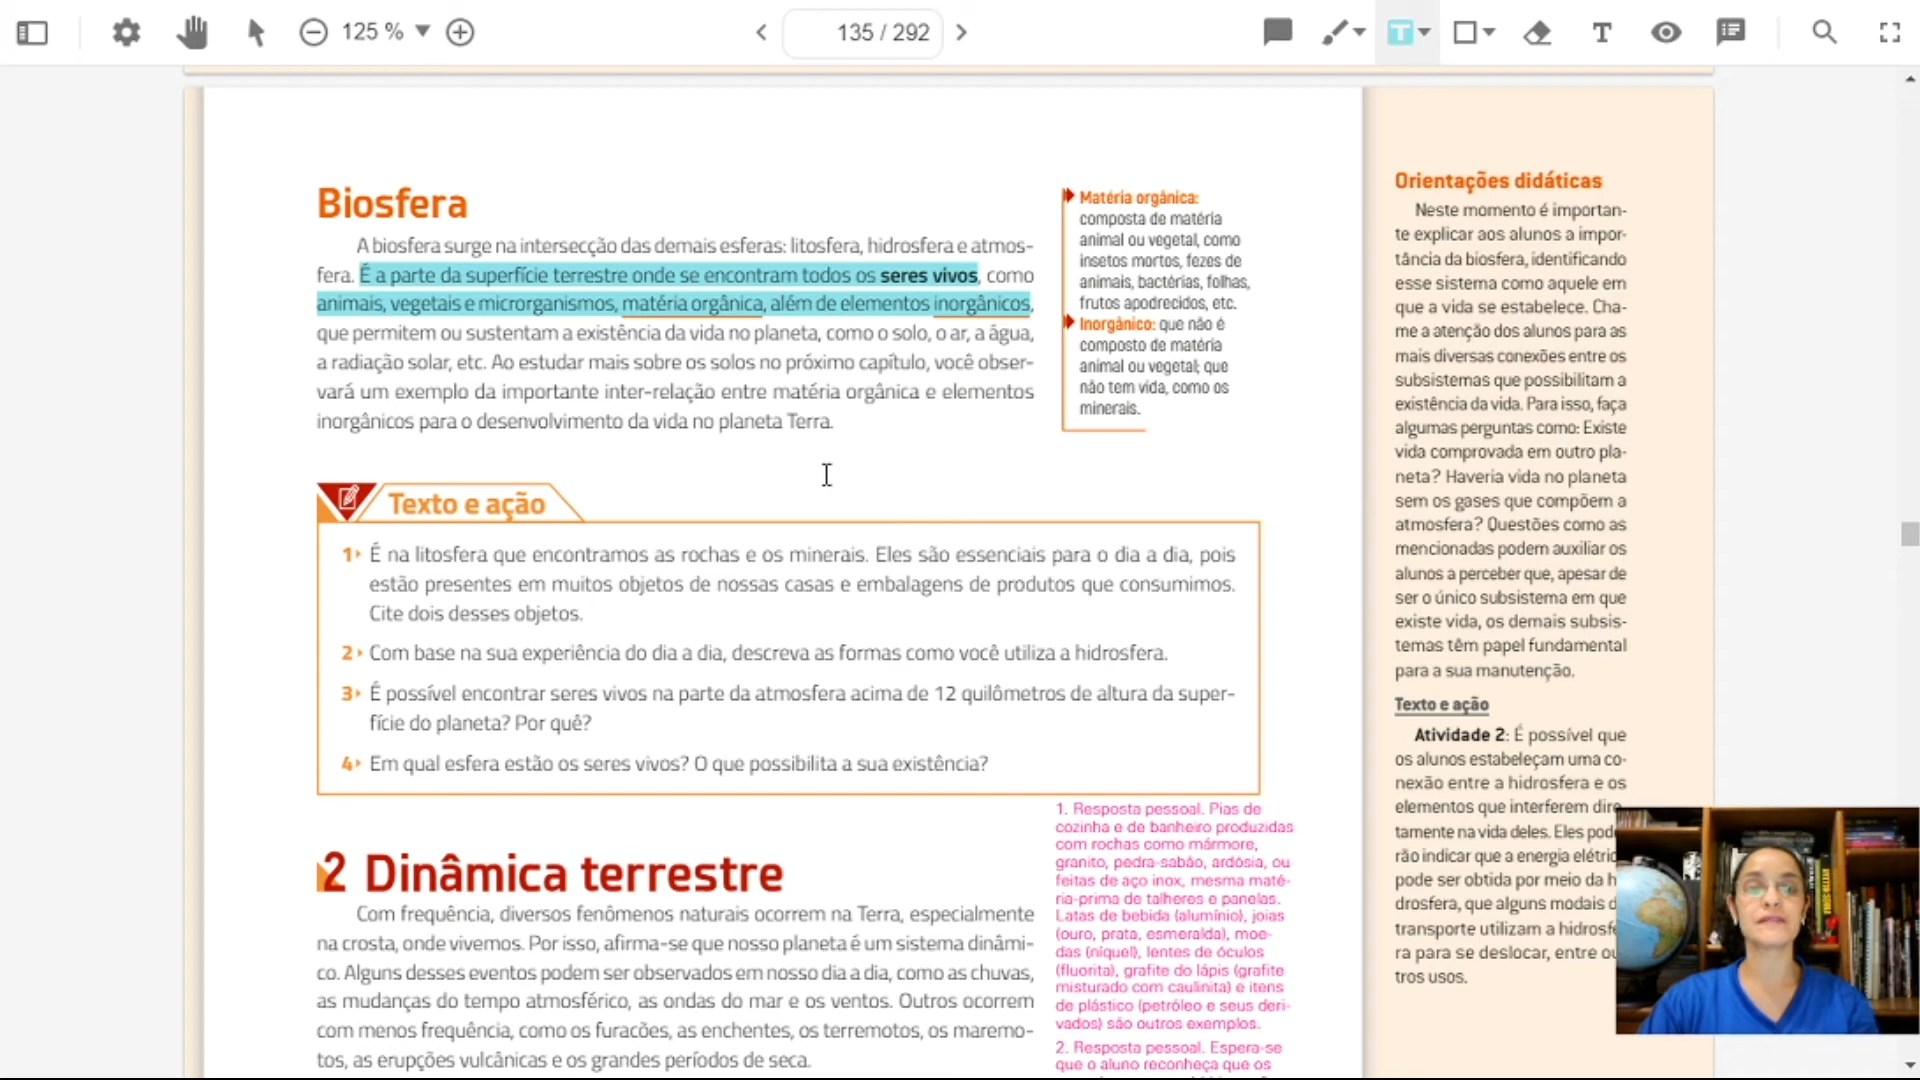 125 %
135 / 292
Biosfera
A biosfera surge na intersecção das demais esferas: litosfera, hidrosfera e atmos-
fera. É a parte da superfície terrestre onde se encontram todos os seres vivos, como
animais, vegetais e microrganismos, matéria orgânica, além de elementos inorgânicos,
que permitem ou sustentam a existência da vida no planeta, como o solo, o ar, a água,
a radiação solar, etc. Ao estudar mais sobre os solos no próximo capítulo, você obser-
vará um exemplo da importante inter-relação entre matéria orgânica e elementos
inorgânicos para o desenvolvimento da vida no planeta Terra.
Matéria orgânica:
composta de matéria
animal ou vegetal, como
insetos mortos, fezes de
animais, bactérias, folhas,
frutos apodrecidos, etc.
Inorgânico: que não é
composto de matéria
animal ou vegetal; que
não tem vida, como os
minerais.
Texto e ação
1 É na litosfera que encontramos as rochas e os minerais. Eles são essenciais para o dia a dia, pois
estão presentes em muitos objetos de nossas casas e embalagens de produtos que consumimos.
Cite dois desses objetos.
2 Com base na sua experiência do dia a dia, descreva as formas como você utiliza a hidrosfera.
3 É possível encontrar seres vivos na parte da atmosfera acima de 12 quilômetros de altura da super-
fície do planeta? Por quê?
4 Em qual esfera estão os seres vivos? O que possibilita a sua existência?
2 Dinâmica terrestre
Com frequência, diversos fenômenos naturais ocorrem na Terra, especialmente
na crosta, onde vivemos. Por isso, afirma-se que nosso planeta é um sistema dinâmi-
co. Alguns desses eventos podem ser observados em nosso dia a dia, como as chuvas,
as mudanças do tempo atmosférico, as ondas do mar e os ventos. Outros ocorrem
com menos frequência, como os furacões, as enchentes, os terremotos, os maremo-
tos, as erupções vulcânicas e os grandes períodos de seca.
1. Resposta pessoal. Pias de
cozinha e de banheiro produzidas
com rochas como mármore,
granito, pedra-sabão, ardósia, ou
feitas de aço inox, mesma maté-
ria-prima de talheres e panelas.
Latas de bebida (alumínio), joias
(ouro, prata, esmeralda), moe-
das (níquel), lentes de óculos
(fluorita), grafite do lápis (grafite
misturado com caulinita) e itens
de plástico (petróleo e seus deri-
vados) são outros exemplos.
2. Resposta pessoal. Espera-se
que o aluno reconheça que os
Orientações didáticas
Neste momento é importan-
te explicar aos alunos a impor-
tância da biosfera, identificando
esse sistema como aquele em
que a vida se estabelece. Cha-
me a atenção dos alunos para as
mais diversas conexões entre os
subsistemas que possibilitam a
existência da vida. Para isso, faça
algumas perguntas como: Existe
vida comprovada em outro pla-
neta? Haveria vida no planeta
sem os gases que compõem a
atmosfera? Questões como as
mencionadas podem auxiliar os
alunos a perceber que, apesar de
ser o único subsistema em que
existe vida, os demais subsis-
temas têm papel fundamental
para a sua manutenção.
Texto e ação
Atividade 2: É possível que
os alunos estabeleçam uma co-
nexão entre a hidrosfera e os
elementos que interferem dire
tamente na vida deles. Eles pod
rão indicar que a energia elétric
pode ser obtida por meio da h
drosfera, que alguns modais d
transporte utilizam a hidrosfe
ra para se deslocar, entre ou
tros usos.